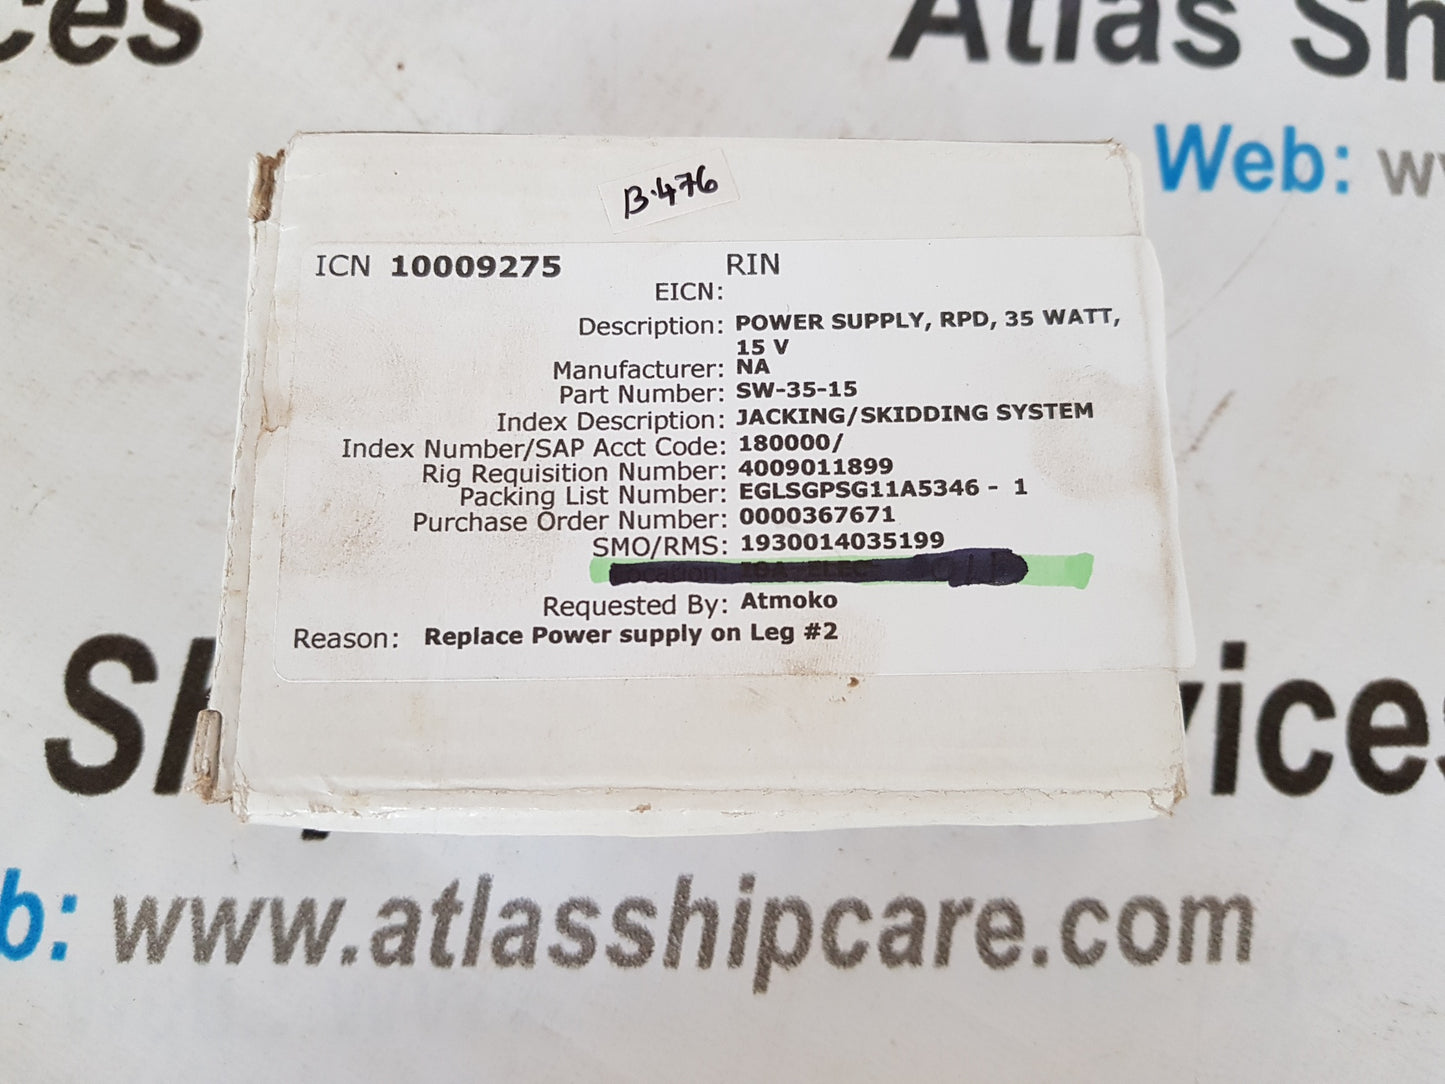 ces
Atlas Sh
Web: w
B.476
ICN 10009275 RIN
EICN:
Description: POWER SUPPLY, RPD, 35 WATT,
15 V
Manufacturer: NA
Part Number: SW-35-15
Index Description: JACKING/SKIDDING SYSTEM
Index Number/SAP Acct Code: 180000/
Rig Requisition Number: 4009011899
Packing List Number: EGLSGPSG11A5346 - 1
Purchase Order Number: 0000367671
SMO/RMS: 1930014035199
Requested By: Atmoko
Reason: Replace Power supply on Leg #2
Sh vices
b: www.atlasshipcare.com